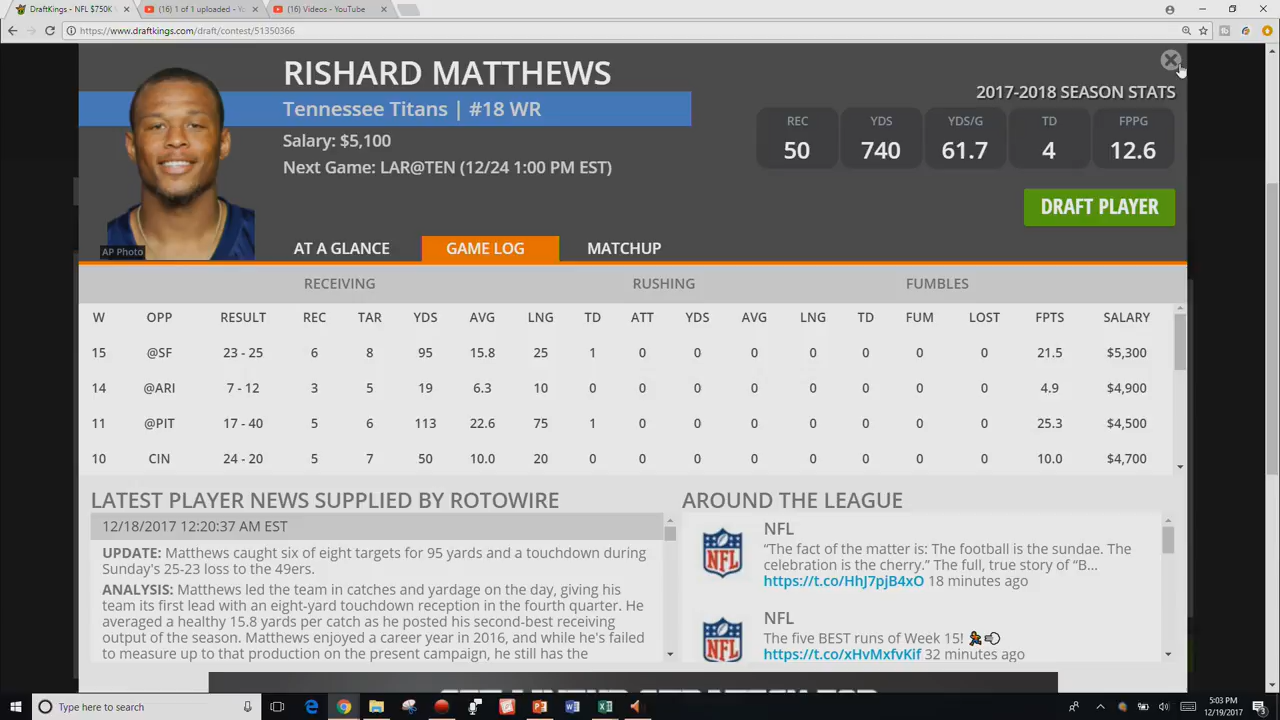 DraftKings - NFL $750K
(16) 1 of 1 uploaded - Yo
(16) Videos - YouTube
https://www.draftkings.com/draft/contest/51350366
RISHARD MATTHEWS
Tennessee Titans | #18 WR
Salary: $5,100
Next Game: LAR@TEN (12/24 1:00 PM EST)
AP Photo
2017-2018 SEASON STATS
REC YDS YDS/G TD FPPG
50 740 61.7 4 12.6
DRAFT PLAYER
AT A GLANCE GAME LOG MATCHUP
RECEIVING RUSHING FUMBLES
W OPP RESULT REC TAR YDS AVG LNG TD ATT YDS AVG LNG TD FUM LOST FPTS SALARY
15 @SF 23 - 25 6 8 95 15.8 25 1 0 0 0 0 0 0 0 21.5 $5,300
14 @ARI 7 - 12 3 5 19 6.3 10 0 0 0 0 0 0 0 0 4.9 $4,900
11 @PIT 17 - 40 5 6 113 22.6 75 1 0 0 0 0 0 0 0 25.3 $4,500
10 CIN 24 - 20 5 7 50 10.0 20 0 0 0 0 0 0 0 0 10.0 $4,700
LATEST PLAYER NEWS SUPPLIED BY ROTOWIRE
12/18/2017 12:20:37 AM EST
UPDATE: Matthews caught six of eight targets for 95 yards and a touchdown during
Sunday's 25-23 loss to the 49ers.
ANALYSIS: Matthews led the team in catches and yardage on the day, giving his
team its first lead with an eight-yard touchdown reception in the fourth quarter. He
averaged a healthy 15.8 yards per catch as he posted his second-best receiving
output of the season. Matthews enjoyed a career year in 2016, and while he's failed
to measure up to that production on the present campaign, he still has the
AROUND THE LEAGUE
NFL
"The fact of the matter is: The football is the sundae. The
celebration is the cherry." The full, true story of "B...
https://t.co/HhJ7pjB4xO 18 minutes ago
NFL
The five BEST runs of Week 15!
https://t.co/xHvMxfvKif 32 minutes ago
Type here to search
5:03 PM
12/19/2017